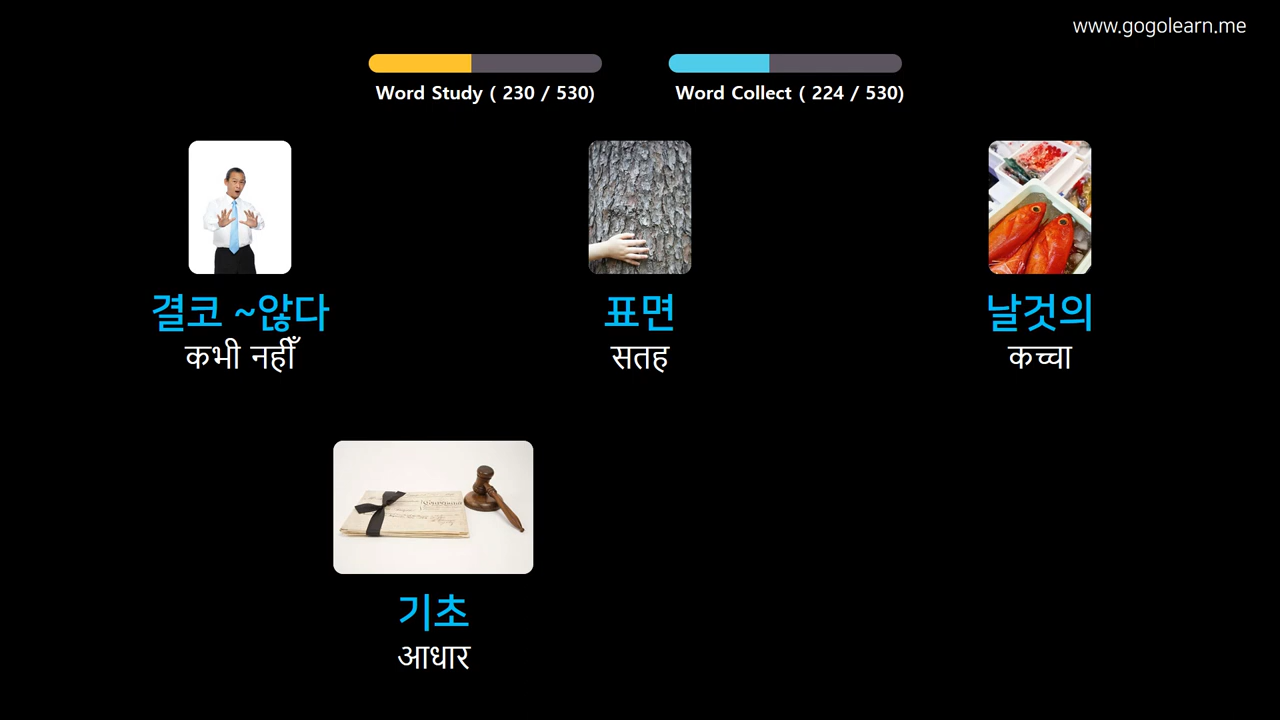 www.gogolearn.me
Word Study ( 230 / 530)
Word Collect ( 224 / 530)
결코 ~않다
कभी नहीँ
표면
सतह
날것의
कच्चा
기초
आधार